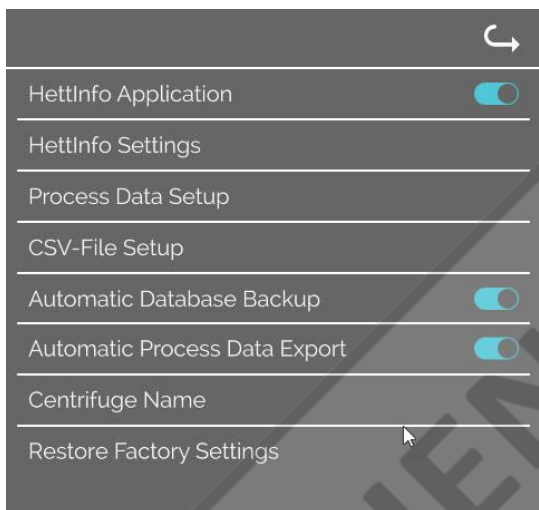 HettInfo Application
HettInfo Settings
Process Data Setup
CSV-File Setup
Automatic Database Backup
Automatic Process Data Export
Centrifuge Name
Restore Factory Settings